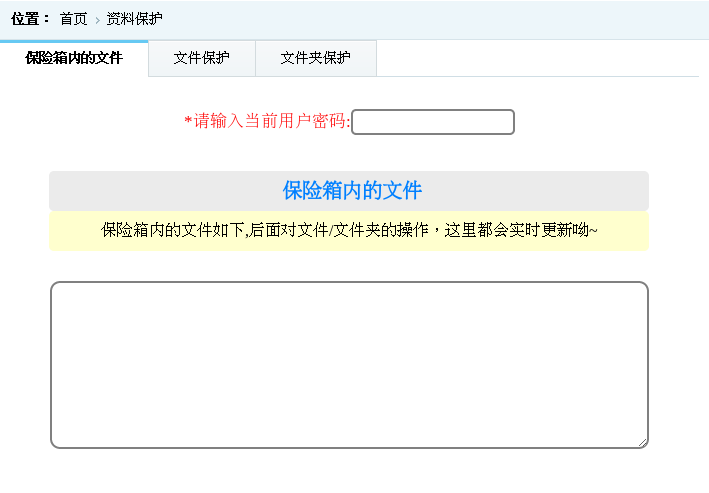 位置： 首页 > 资料保护
保险箱内的文件 文件保护 文件夹保护
*请输入当前用户密码:
保险箱内的文件
保险箱内的文件如下,后面对文件/文件夹的操作，这里都会实时更新呦~